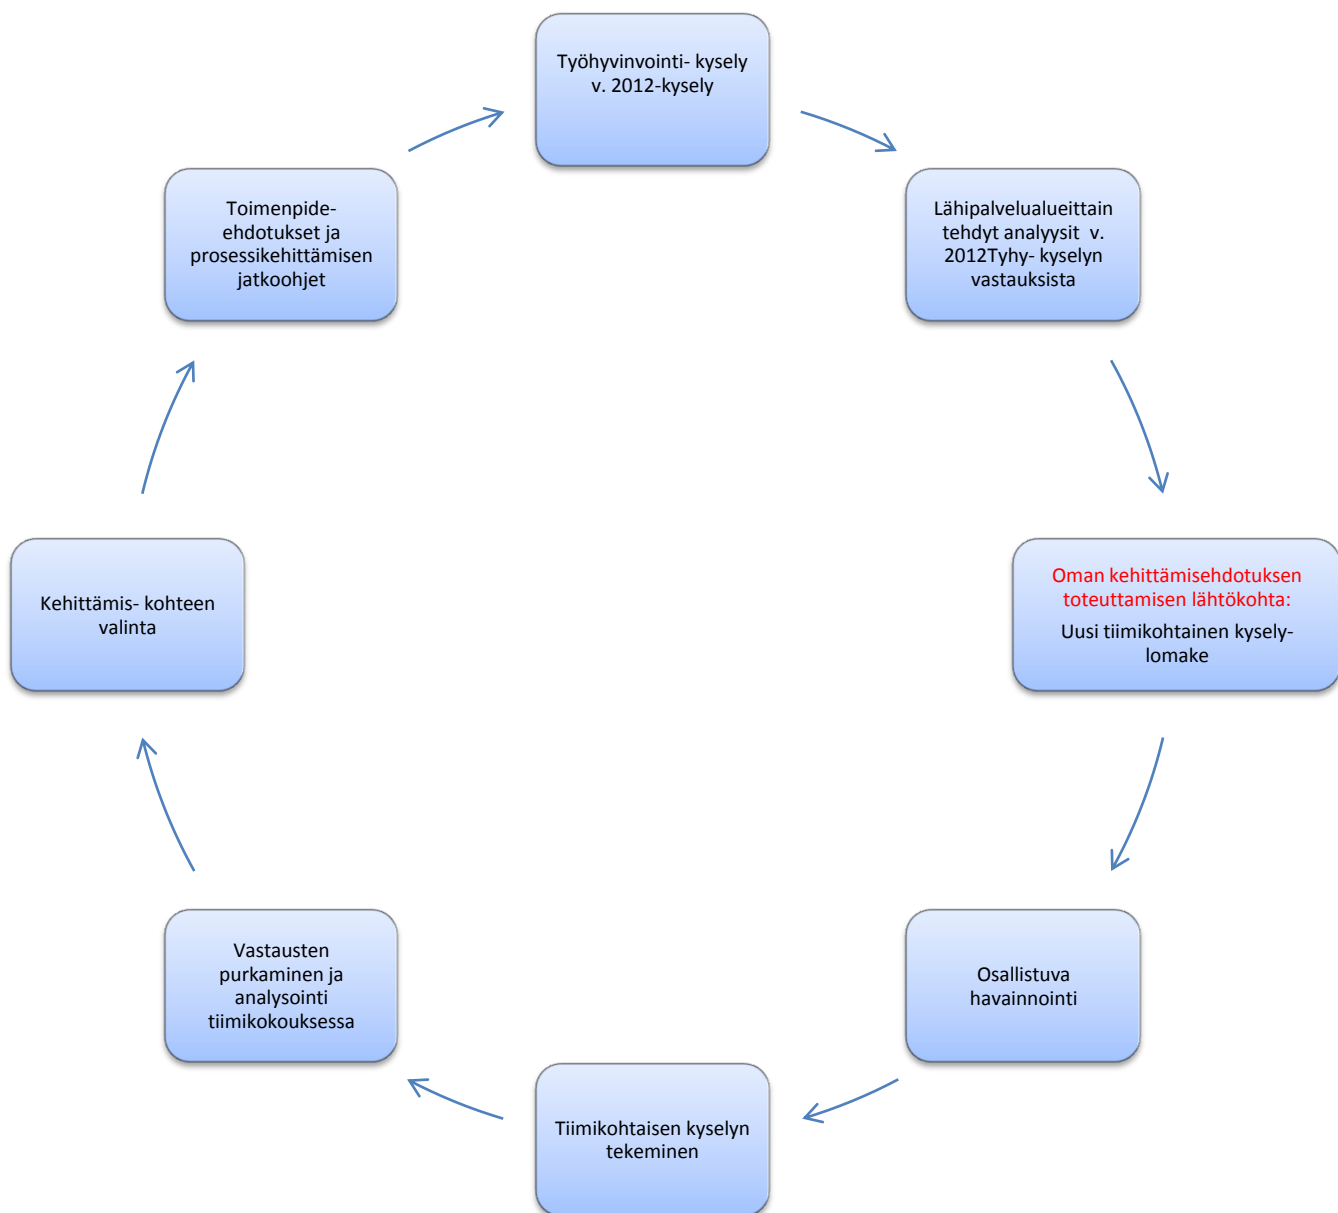 Työhyvinvointi- kysely
v. 2012-kysely
Lähipalvelualueittain
tehdyt analyysit v.
2012Tyhy- kyselyn
vastauksista
Oman kehittämisehdotuksen
toteuttamisen lähtökohta:
Uusi tiimikohtainen kysely-
lomake
Osallistuva
havainnointi
Tiimikohtaisen kyselyn
tekeminen
Vastausten
purkaminen ja
analysointi
tiimikokouksessa
Kehittämis- kohteen
valinta
Toimenpide-
ehdotukset ja
prosessikehittämisen
jatkoohjet